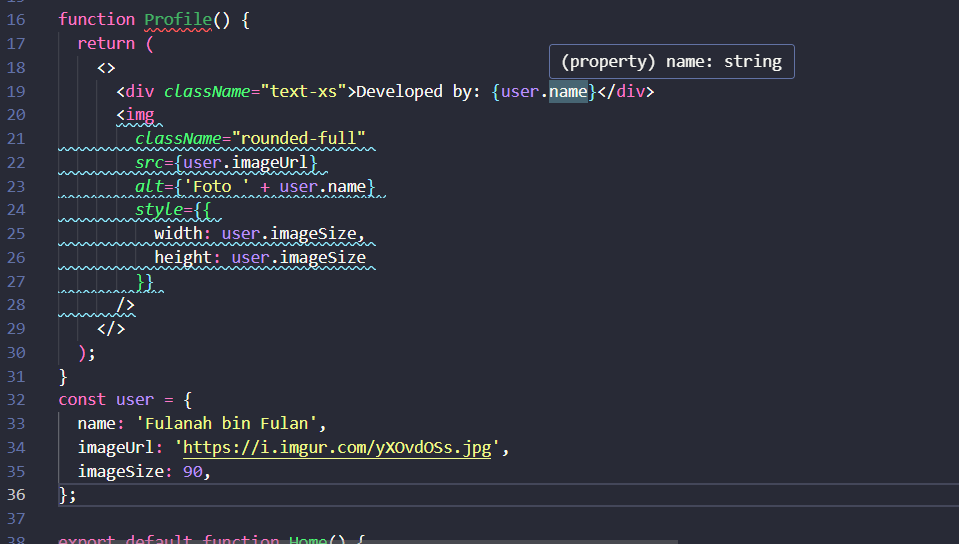 16 function Profile() {
17 return (
18 <>
(property) name: string
19 <div className="text-xs">Developed by: {user.name}</div>
20 <img
21 className="rounded-full"
22 src={user.imageUrl}
23 alt={'Foto ' + user.name}
24 style={{
25 width: user.imageSize,
26 height: user.imageSize
27 }}
28 />
29 </>
30 );
31 }
32 const user = {
33 name: 'Fulanah bin Fulan',
34 imageUrl: 'https://i.imgur.com/yXOvdOSs.jpg',
35 imageSize: 90,
36 };
37
38 export default function Home() {